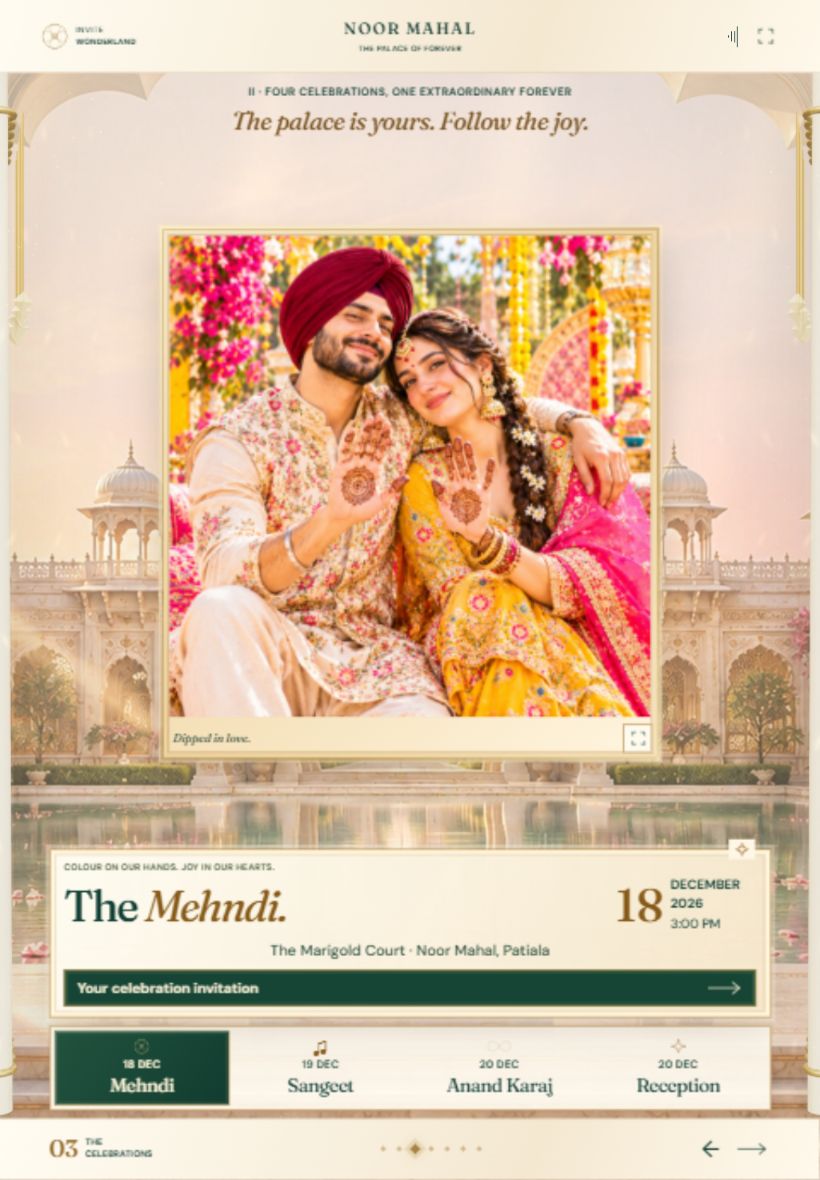 INVITE
WONDERLAND
NOOR MAHAL
THE PALACE OF FOREVER
II · FOUR CELEBRATIONS, ONE EXTRAORDINARY FOREVER
The palace is yours. Follow the joy.
Dipped in love.
COLOUR ON OUR HANDS. JOY IN OUR HEARTS.
The Mehndi.
18
DECEMBER
2026
3:00 PM
The Marigold Court · Noor Mahal, Patiala
Your celebration invitation
18 DEC
Mehndi
19 DEC
Sangeet
20 DEC
Anand Karaj
20 DEC
Reception
03
THE
CELEBRATIONS